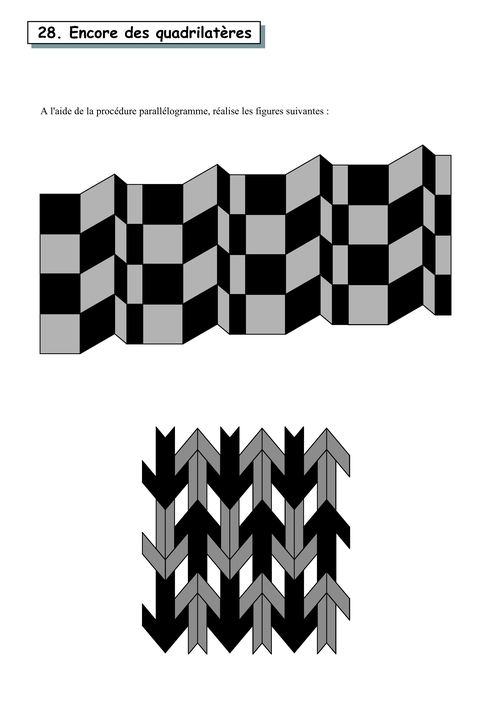 28. Encore des quadrilatères
A l'aide de la procédure parallélogramme, réalise les figures suivantes :